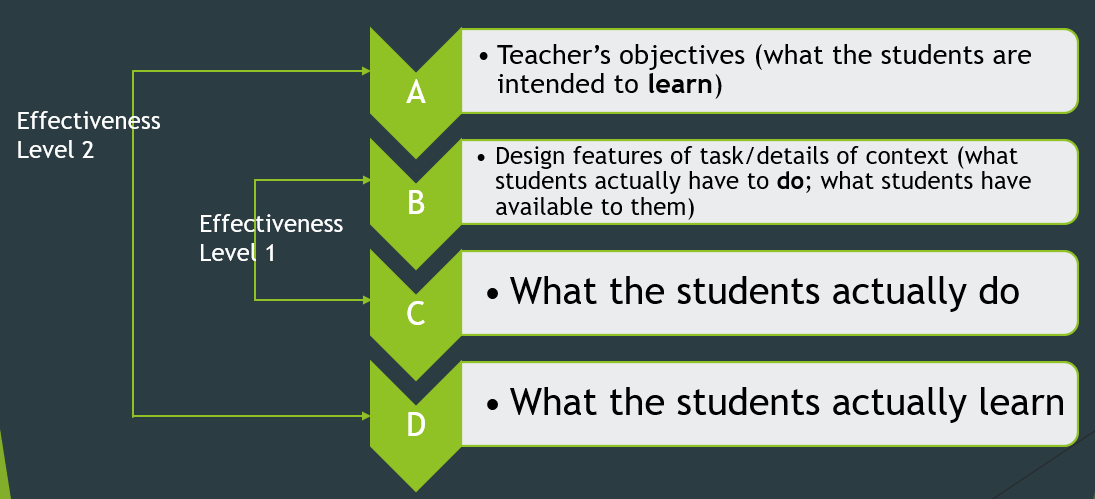 A
• Teacher’s objectives (what the students are
intended to learn)
Effectiveness
Level 2
B
• Design features of task/details of context (what
students actually have to do; what students have
available to them)
Effectiveness
Level 1
C
• What the students actually do
D
• What the students actually learn